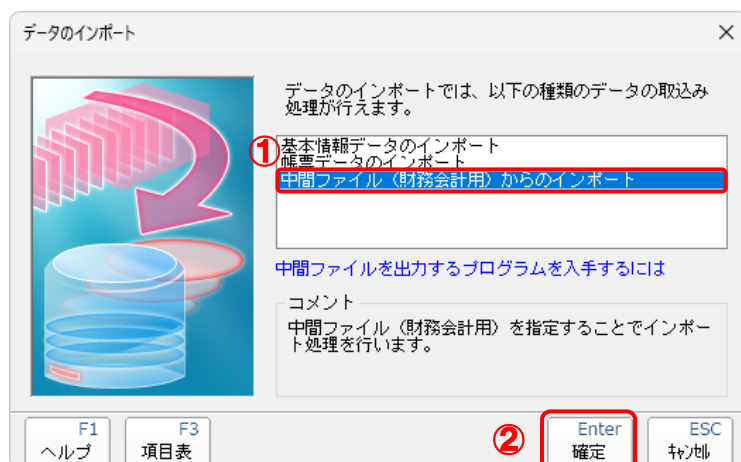 データのインポート
データのインポートでは、以下の種類のデータの取込み
処理が行えます。
①
基本情報データのインポート
帳票データのインポート
中間ファイル（財務会計用）からのインポート
中間ファイルを出力するプログラムを入手するには
コメント
中間ファイル（財務会計用）を指定することでインポー
ト処理を行います。
F1
ヘルプ
F3
項目表
②
Enter
確定
ESC
ｷｬﾝｾﾙ